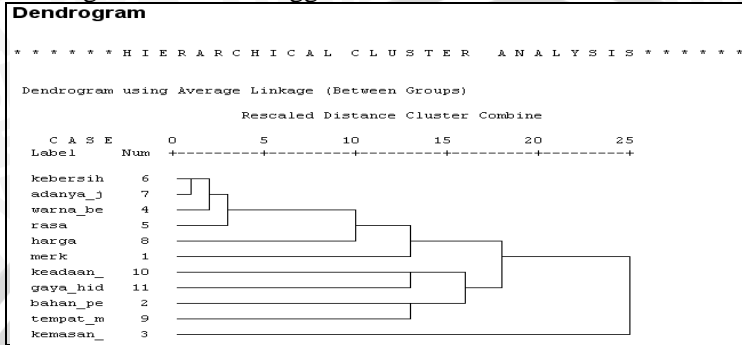 Dendrogram
* * * * * * H I E R A R C H I C A L   C L U S T E R   A N A L Y S I S * * * * * *
Dendrogram using Average Linkage (Between Groups)
Rescaled Distance Cluster Combine
C A S E 0 5 10 15 20 25
Label Num +---------+---------+---------+---------+---------+
kebersih 6
adanya_j 7
warna_be 4
rasa 5
harga 8
merk 1
keadaan_ 10
gaya_hid 11
bahan_pe 2
tempat_m 9
kemasan_ 3